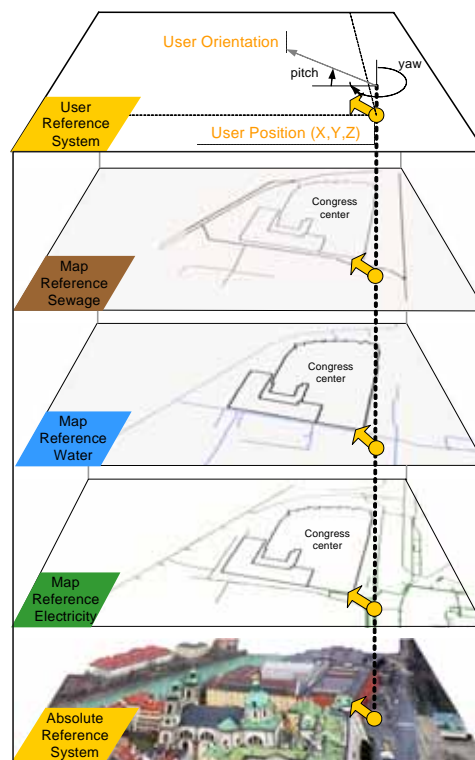 User Orientation
yaw
pitch
User
Reference
System
User Position (X,Y,Z)
Congress
center
Map
Reference
Sewage
Congress
center
Map
Reference
Water
Congress
center
Map
Reference
Electricity
Absolute
Reference
System